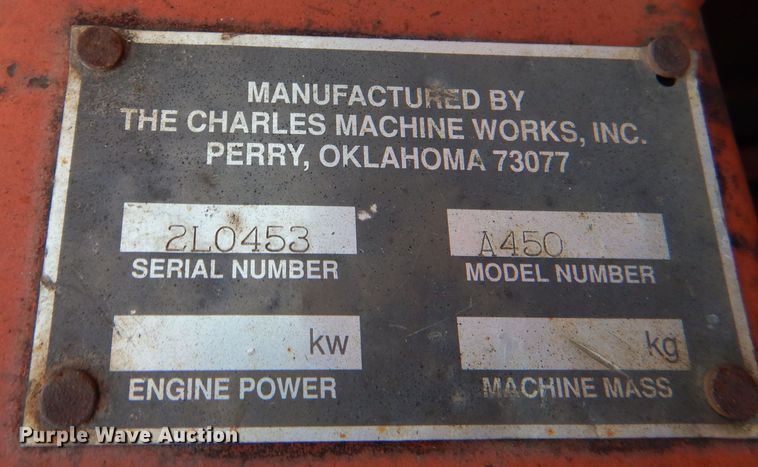 MANUFACTURED BY
THE CHARLES MACHINE WORKS, INC.
PERRY, OKLAHOMA 73077
2L0453 A450
SERIAL NUMBER MODEL NUMBER
kw kg
ENGINE POWER MACHINE MASS
Purple Wave Auction